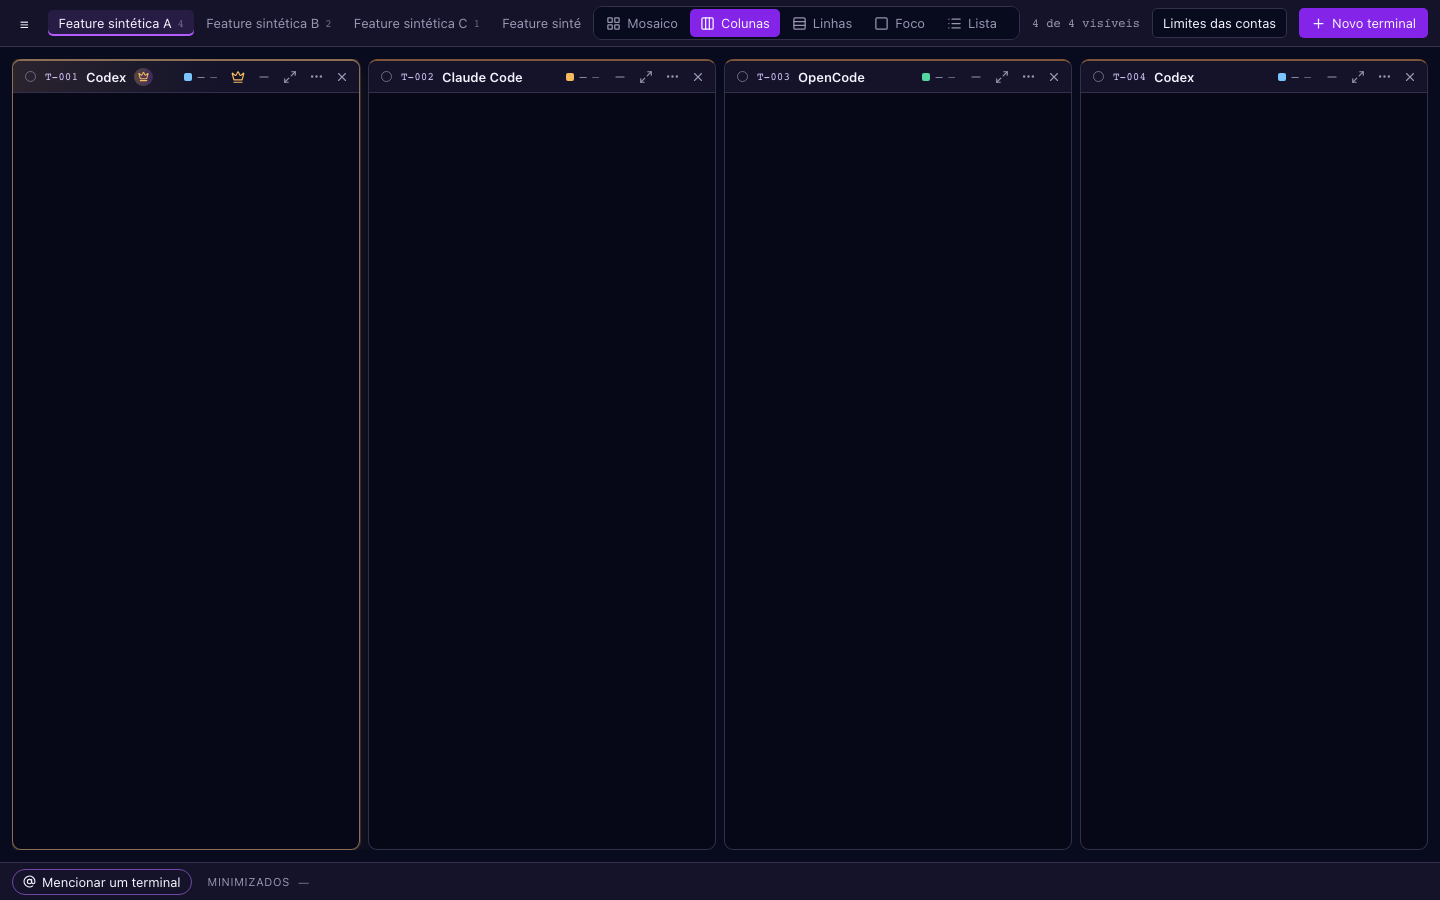 Feature sintética A 4 Feature sintética B 2 Feature sintética C 1 Feature sinté Mosaico Colunas Linhas Foco Lista 4 de 4 visíveis Limites das contas + Novo terminal
T-001 Codex — —
T-002 Claude Code — —
T-003 OpenCode — —
T-004 Codex — —
@ Mencionar um terminal MINIMIZADOS —